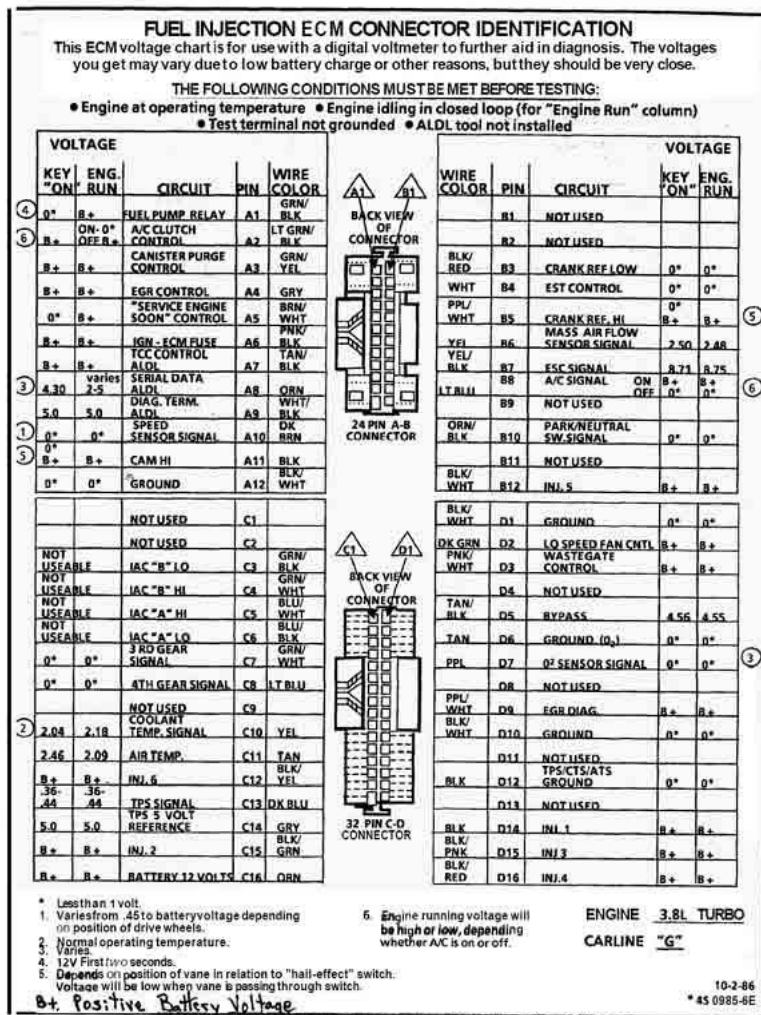 FUEL INJECTION ECM CONNECTOR IDENTIFICATION
This ECM voltage chart is for use with a digital voltmeter to further aid in diagnosis. The voltages
you get may vary due to low battery charge or other reasons, but they should be very close.
THE FOLLOWING CONDITIONS MUST BE MET BEFORE TESTING:
● Engine at operating temperature ● Engine idling in closed loop (for "Engine Run" column)
● Test terminal not grounded ● ALDL tool not installed
VOLTAGE
KEY "ON" ENG. RUN CIRCUIT PIN WIRE COLOR
4 0* B+ FUEL PUMP RELAY A1 GRN/BLK
6 B+ ON-0* OFF B+ A/C CLUTCH CONTROL A2 LT GRN/BLK
B+ B+ CANISTER PURGE CONTROL A3 GRN/YEL
B+ B+ EGR CONTROL A4 GRY
0* B+ "SERVICE ENGINE SOON" CONTROL A5 BRN/WHT
B+ B+ IGN - ECM FUSE A6 PNK/BLK
B+ B+ TCC CONTROL ALDL A7 TAN/BLK
3 4.30 varies 2-5 SERIAL DATA ALDL A8 ORN
5.0 5.0 DIAG. TERM. ALDL A9 WHT/BLK
1 0* 0* SPEED SENSOR SIGNAL A10 DK BRN
5 0* B+ B+ CAM HI A11 BLK
0* 0* GROUND A12 BLK/WHT
A1 B1
BACK VIEW
OF
CONNECTOR
24 PIN A-B
CONNECTOR
VOLTAGE
WIRE COLOR PIN CIRCUIT KEY "ON" ENG. RUN
B1 NOT USED
B2 NOT USED
BLK/RED B3 CRANK REF LOW 0* 0*
WHT B4 EST CONTROL 0* 0*
PPL/WHT B5 CRANK REF. HI 0* B+ B+ 5
YEL B6 MASS AIR FLOW SENSOR SIGNAL 2.50 2.48
YEL/BLK B7 ESC SIGNAL 8.71 8.75
LT BLU B8 A/C SIGNAL ON B+ B+ OFF 0* 0* 6
B9 NOT USED
ORN/BLK B10 PARK/NEUTRAL SW.SIGNAL 0* 0*
B11 NOT USED
BLK/WHT B12 INJ. 5 B+ B+
NOT USED C1
NOT USED C2
NOT USEABLE IAC "B" LO C3 GRN/BLK
NOT USEABLE IAC "B" HI C4 GRN/WHT
NOT USEABLE IAC "A" HI C5 BLU/WHT
NOT USEABLE IAC "A" LO C6 BLU/BLK
0* 0* 3 RD GEAR SIGNAL C7 GRN/WHT
0* 0* 4TH GEAR SIGNAL C8 LT BLU
NOT USED C9
2 2.04 2.18 COOLANT TEMP. SIGNAL C10 YEL
2.46 2.09 AIR TEMP. C11 TAN
B+ B+ INJ. 6 C12 BLK/YEL
.36-.44 .36-.44 TPS SIGNAL C13 DK BLU
5.0 5.0 TPS 5 VOLT REFERENCE C14 GRY
B+ B+ INJ. 2 C15 BLK/GRN
B+ B+ BATTERY 12 VOLTS C16 ORN
C1 D1
BACK VIEW
OF
CONNECTOR
32 PIN C-D
CONNECTOR
BLK/WHT D1 GROUND 0* 0*
DK GRN D2 LO SPEED FAN CNTL B+ B+
PNK/WHT D3 WASTEGATE CONTROL B+ B+
D4 NOT USED
TAN/BLK D5 BYPASS 4.56 4.55
TAN D6 GROUND. (O2) 0* 0*
PPL D7 O² SENSOR SIGNAL 0* 0* 3
D8 NOT USED
PPL/WHT D9 EGR DIAG. B+ B+
BLK/WHT D10 GROUND 0* 0*
D11 NOT USED
BLK D12 TPS/CTS/ATS GROUND 0* 0*
D13 NOT USED
BLK D14 INJ. 1 B+ B+
BLK/PNK D15 INJ 3 B+ B+
BLK/RED D16 INJ.4 B+ B+
* Less than 1 volt.
1. Varies from .45 to battery voltage depending
on position of drive wheels.
2. Normal operating temperature.
3. Varies.
4. 12V First two seconds.
5. Depends on position of vane in relation to "hall-effect" switch.
Voltage will be low when vane is passing through switch.
B+. Positive Battery Voltage
6. Engine running voltage will
be high or low, depending
whether A/C is on or off.
ENGINE 3.8L TURBO
CARLINE "G"
10-2-86
* 4S 0985-6E